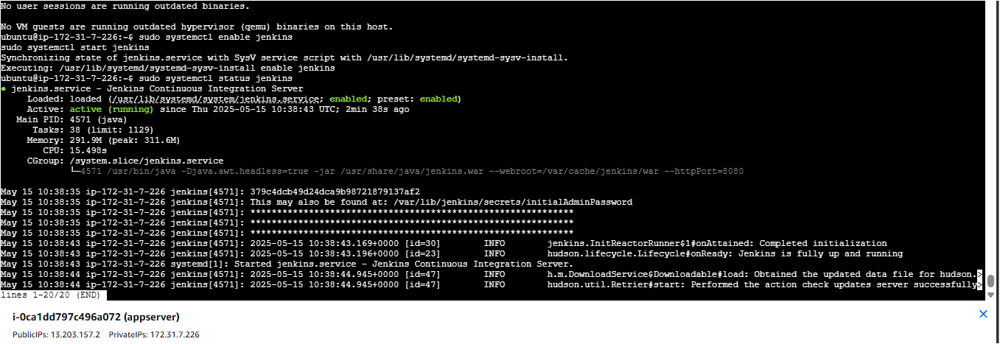 No user sessions are running outdated binaries.
No VM guests are running outdated hypervisor (qemu) binaries on this host.
ubuntu@ip-172-31-7-226:~$ sudo systemctl enable jenkins
sudo systemctl start jenkins
Synchronizing state of jenkins.service with SysV service script with /usr/lib/systemd/systemd-sysv-install.
Executing: /usr/lib/systemd/systemd-sysv-install enable jenkins
ubuntu@ip-172-31-7-226:~$ sudo systemctl status jenkins
● jenkins.service - Jenkins Continuous Integration Server
Loaded: loaded (/usr/lib/systemd/system/jenkins.service; enabled; preset: enabled)
Active: active (running) since Thu 2025-05-15 10:38:43 UTC; 2min 38s ago
Main PID: 4571 (java)
Tasks: 38 (limit: 1129)
Memory: 291.9M (peak: 311.6M)
CPU: 15.498s
CGroup: /system.slice/jenkins.service
└─4571 /usr/bin/java -Djava.awt.headless=true -jar /usr/share/java/jenkins.war --webroot=/var/cache/jenkins/war --httpPort=8080
May 15 10:38:35 ip-172-31-7-226 jenkins[4571]: 379c4dcb49d24dca9b98721879137af2
May 15 10:38:35 ip-172-31-7-226 jenkins[4571]: This may also be found at: /var/lib/jenkins/secrets/initialAdminPassword
May 15 10:38:35 ip-172-31-7-226 jenkins[4571]: *************************************************************
May 15 10:38:35 ip-172-31-7-226 jenkins[4571]: *************************************************************
May 15 10:38:35 ip-172-31-7-226 jenkins[4571]: *************************************************************
May 15 10:38:43 ip-172-31-7-226 jenkins[4571]: 2025-05-15 10:38:43.169+0000 [id=30] INFO jenkins.InitReactorRunner$1#onAttained: Completed initialization
May 15 10:38:43 ip-172-31-7-226 jenkins[4571]: 2025-05-15 10:38:43.196+0000 [id=23] INFO hudson.lifecycle.Lifecycle#onReady: Jenkins is fully up and running
May 15 10:38:43 ip-172-31-7-226 systemd[1]: Started jenkins.service - Jenkins Continuous Integration Server.
May 15 10:38:44 ip-172-31-7-226 jenkins[4571]: 2025-05-15 10:38:44.945+0000 [id=47] INFO h.m.DownloadService$Downloadable#load: Obtained the updated data file for hudson.>
May 15 10:38:44 ip-172-31-7-226 jenkins[4571]: 2025-05-15 10:38:44.945+0000 [id=47] INFO hudson.util.Retrier#start: Performed the action check updates server successfully>
lines 1-20/20 (END)
i-0ca1dd797c496a072 (appserver)
PublicIPs: 13.203.157.2 PrivateIPs: 172.31.7.226